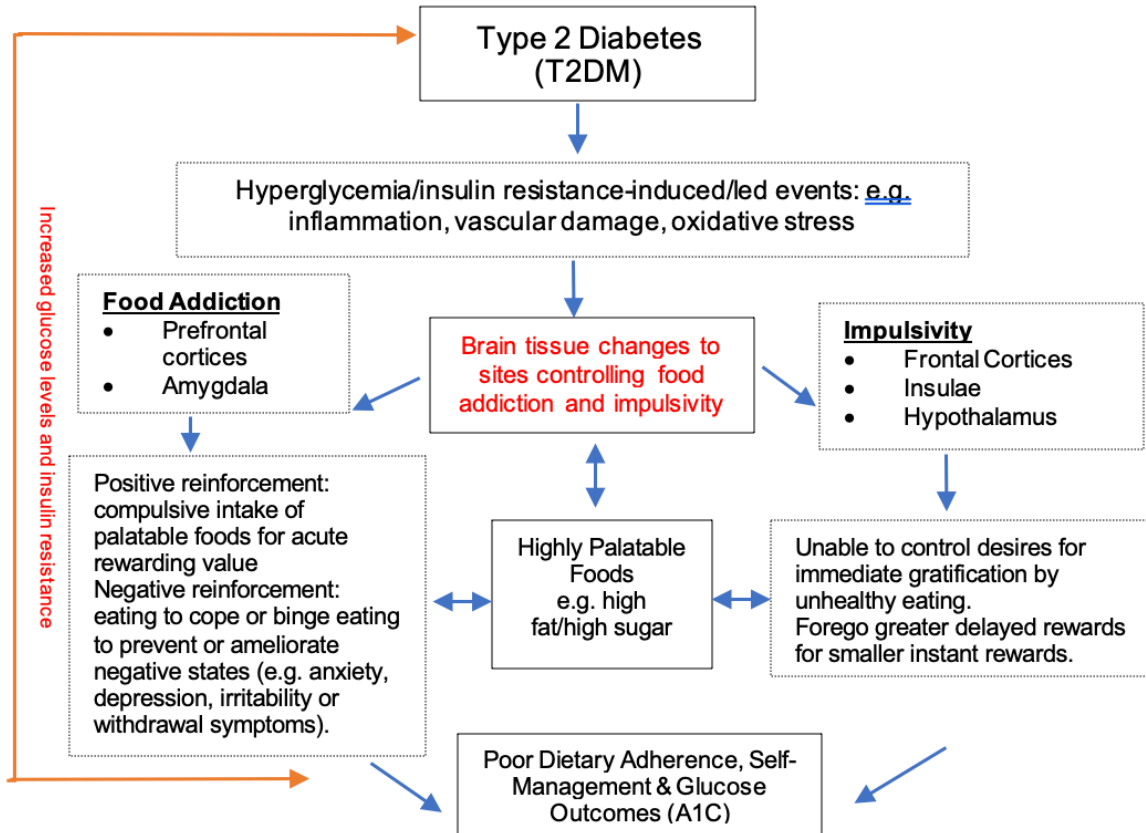 Type 2 Diabetes
(T2DM)
Hyperglycemia/insulin resistance-induced/led events: e.g.
inflammation, vascular damage, oxidative stress
Increased glucose levels and insulin resistance
Food Addiction
• Prefrontal
cortices
• Amygdala
Brain tissue changes to
sites controlling food
addiction and impulsivity
Impulsivity
• Frontal Cortices
• Insulae
• Hypothalamus
Positive reinforcement:
compulsive intake of
palatable foods for acute
rewarding value
Negative reinforcement:
eating to cope or binge eating
to prevent or ameliorate
negative states (e.g. anxiety,
depression, irritability or
withdrawal symptoms).
Highly Palatable
Foods
e.g. high
fat/high sugar
Unable to control desires for
immediate gratification by
unhealthy eating.
Forego greater delayed rewards
for smaller instant rewards.
Poor Dietary Adherence, Self-
Management & Glucose
Outcomes (A1C)